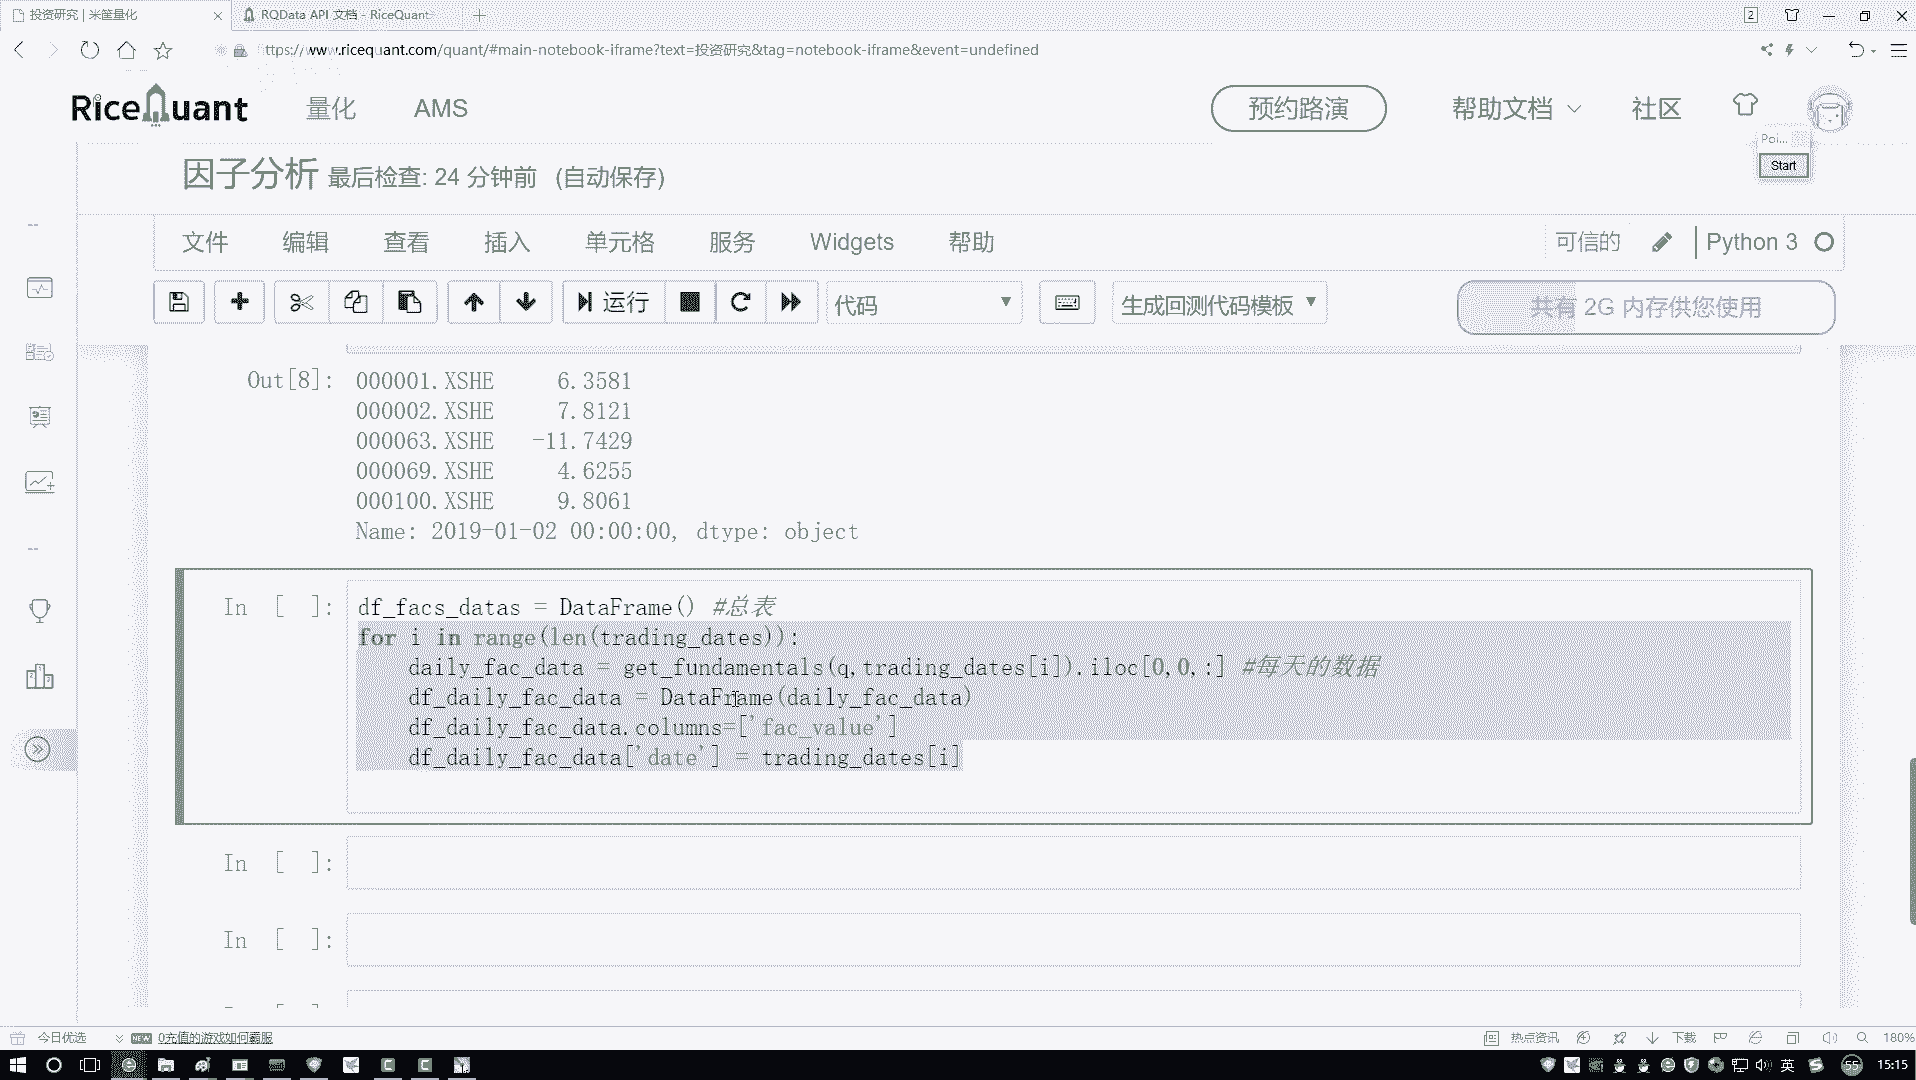 投资研究 | 米筐量化
RQData API 文档 - RiceQuant
2
ttps://www.ricequant.com/quant/#main-notebook-iframe?text=投资研究&tag=notebook-iframe&event=undefined
RiceQuant 量化 AMS 预约路演 帮助文档 社区
Poi...
Start
因子分析 最后检查: 24 分钟前 (自动保存)
文件 编辑 查看 插入 单元格 服务 Widgets 帮助 可信的 Python 3
运行 代码 生成回测代码模板 共有 2G 内存供您使用
Out[8]: 000001.XSHE 6.3581
000002.XSHE 7.8121
000063.XSHE -11.7429
000069.XSHE 4.6255
000100.XSHE 9.8061
Name: 2019-01-02 00:00:00, dtype: object
In [ ]: df_facs_datas = DataFrame() #总表
for i in range(len(trading_dates)):
daily_fac_data = get_fundamentals(q,trading_dates[i]).iloc[0,0,:] #每天的数据
df_daily_fac_data = DataFrame(daily_fac_data)
df_daily_fac_data.columns=['fac_value']
df_daily_fac_data['date'] = trading_dates[i]
In [ ]:
In [ ]:
今日优选 NEW 0充值的游戏如何霸服 热点资讯 下载 180%
英 55 15:15